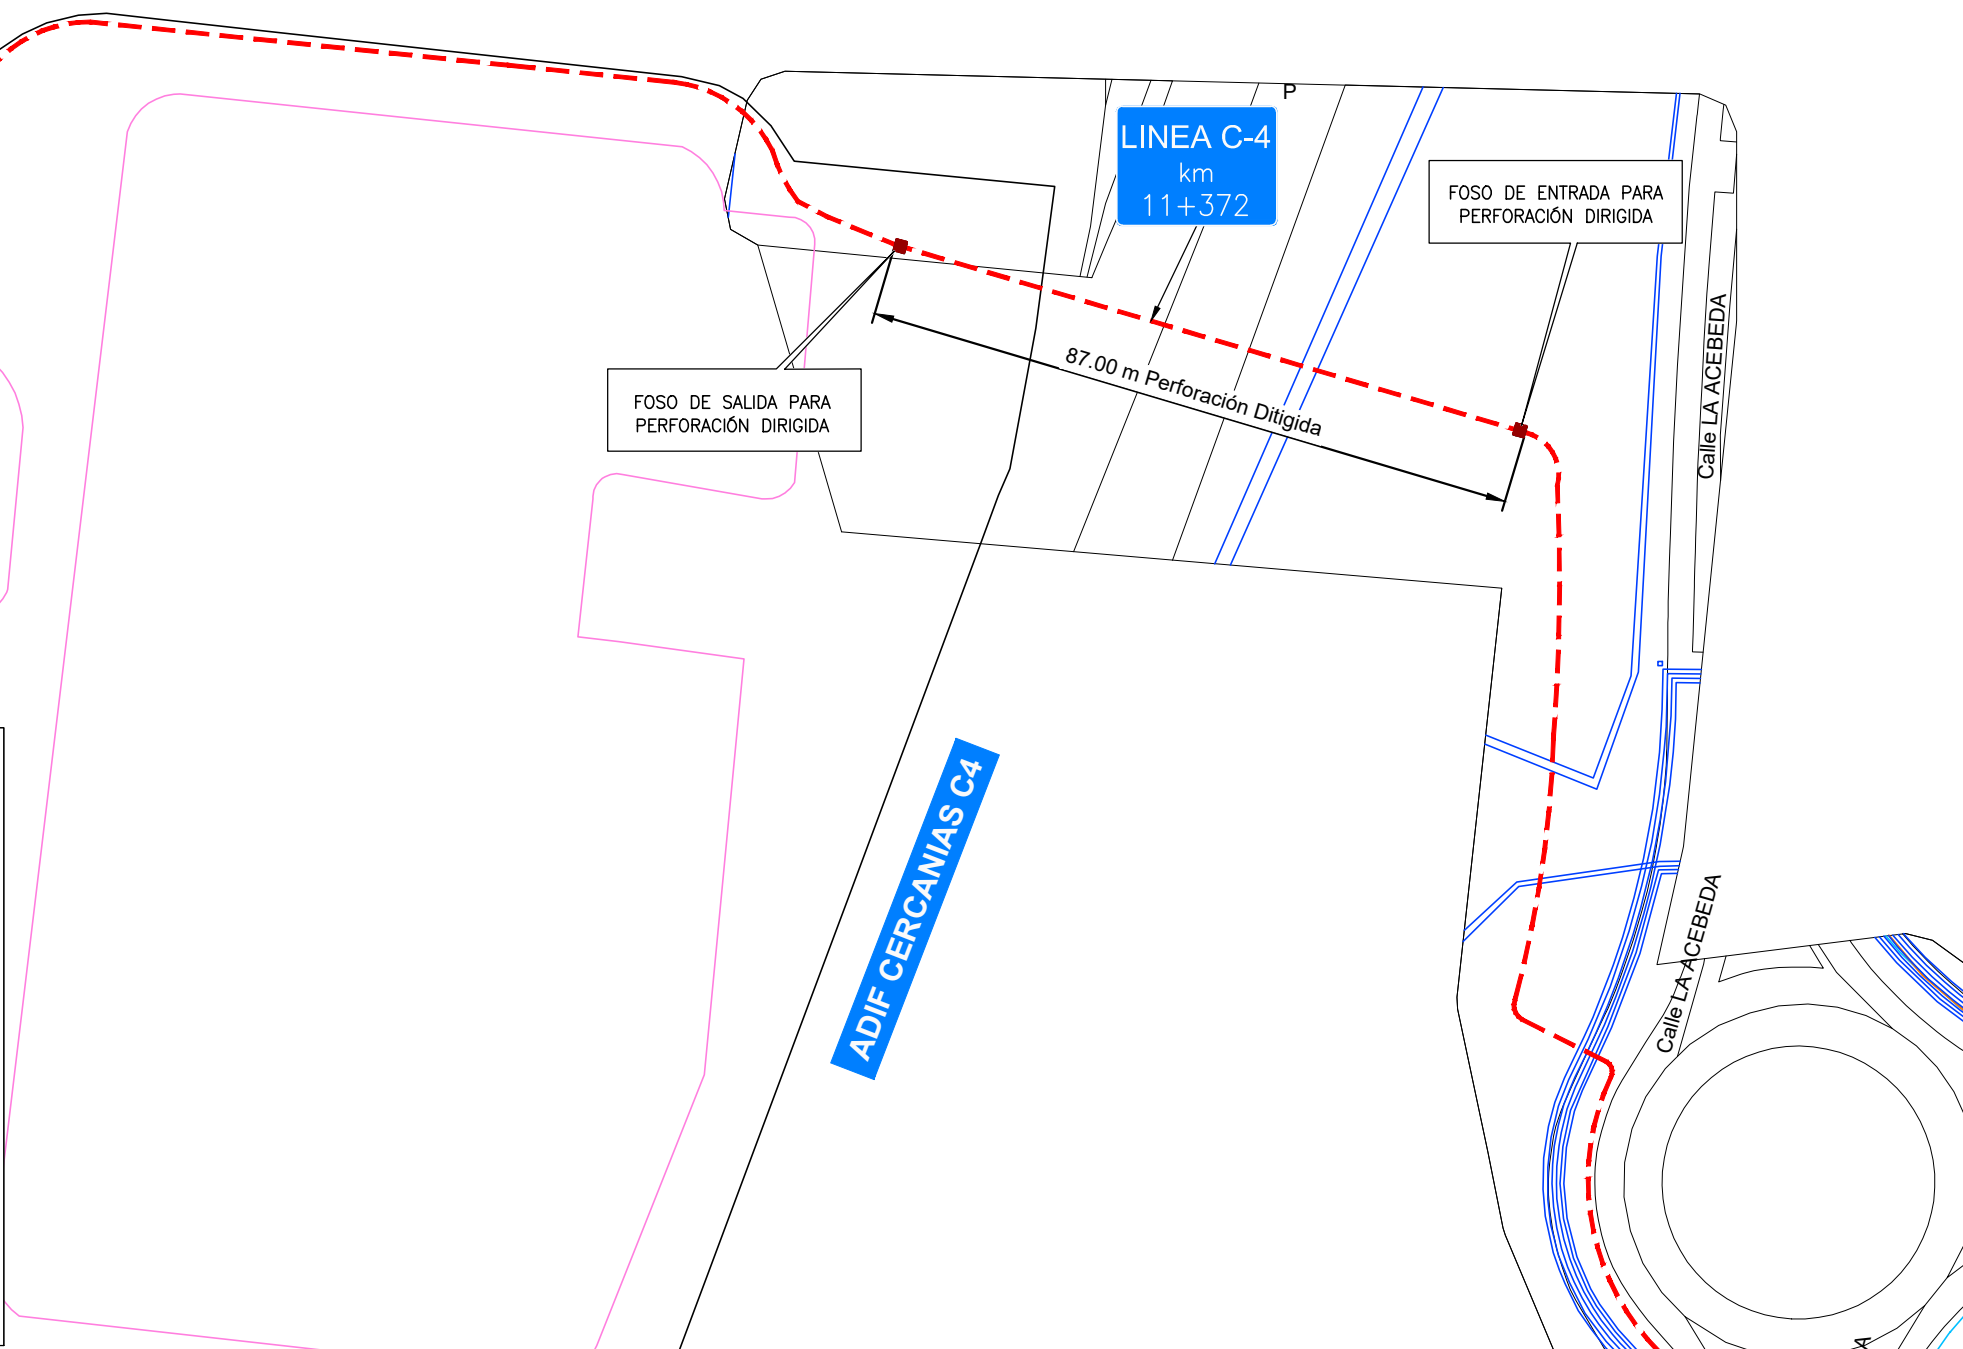 P
LINEA C-4
km
11+372
FOSO DE ENTRADA PARA
PERFORACIÓN DIRIGIDA
Calle LA ACEBEDA
87.00 m Perforación Ditigida
FOSO DE SALIDA PARA
PERFORACIÓN DIRIGIDA
ADIF CERCANIAS C4
Calle LA ACEBEDA
A